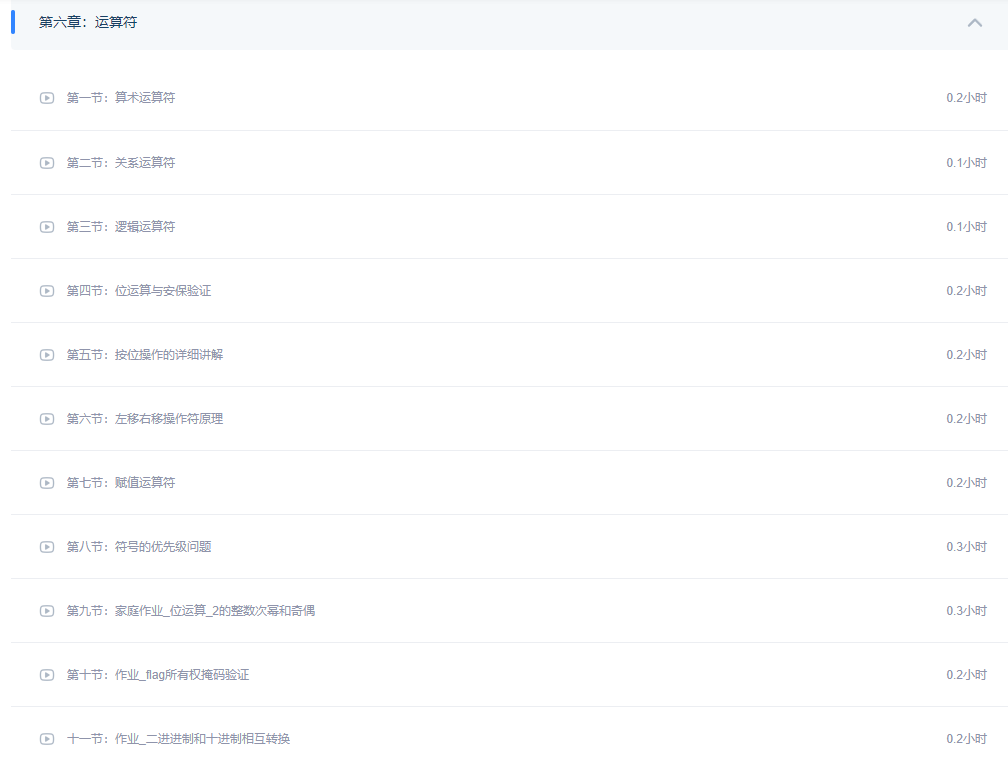 第六章：运算符
第一节：算术运算符 0.2小时
第二节：关系运算符 0.1小时
第三节：逻辑运算符 0.1小时
第四节：位运算与安保验证 0.2小时
第五节：按位操作的详细讲解 0.2小时
第六节：左移右移操作符原理 0.2小时
第七节：赋值运算符 0.2小时
第八节：符号的优先级问题 0.3小时
第九节：家庭作业_位运算_2的整数次幂和奇偶 0.3小时
第十节：作业_flag所有权掩码验证 0.2小时
十一节：作业_二进进制和十进制相互转换 0.2小时